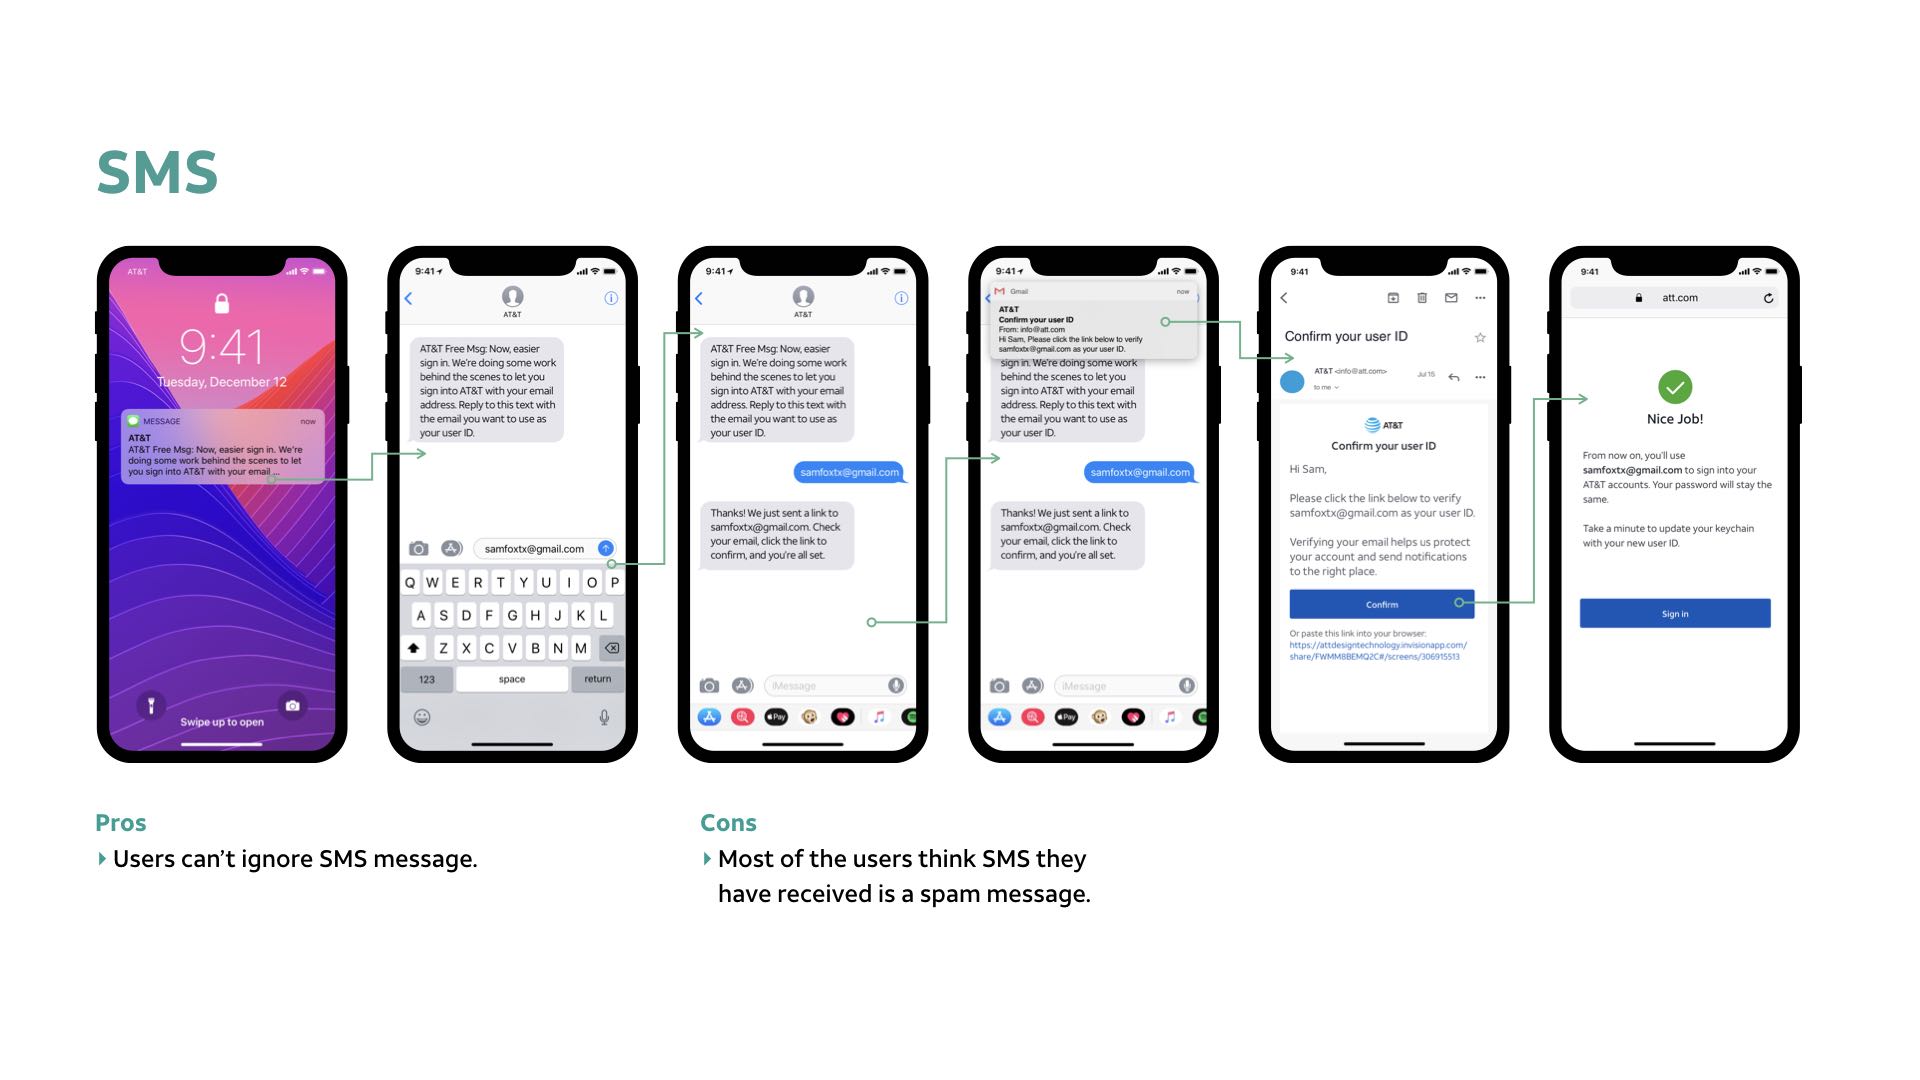 SMS
AT&T
9:41
Tuesday, December 12
MESSAGE
now
AT&T
AT&T Free Msg: Now, easier sign in. We're
doing some work behind the scenes to let
you sign into AT&T with your email ...
Swipe up to open
9:41
AT&T
AT&T Free Msg: Now, easier
sign in. We're doing some work
behind the scenes to let you
sign into AT&T with your email
address. Reply to this text with
the email you want to use as
your user ID.
samfoxtx@gmail.com
Q W E R T Y U I O P
A S D F G H J K L
Z X C V B N M
123 space return
9:41
AT&T
AT&T Free Msg: Now, easier
sign in. We're doing some work
behind the scenes to let you
sign into AT&T with your email
address. Reply to this text with
the email you want to use as
your user ID.
samfoxtx@gmail.com
Thanks! We just sent a link to
samfoxtx@gmail.com. Check
your email, click the link to
confirm, and you're all set.
iMessage
Pay
9:41
Gmail
now
AT&T
Confirm your user ID
From: info@att.com
Hi Sam, Please click the link below to verify
samfoxtx@gmail.com as your user ID.
sign in. We're doing some work
behind the scenes to let you
sign into AT&T with your email
address. Reply to this text with
the email you want to use as
your user ID.
samfoxtx@gmail.com
Thanks! We just sent a link to
samfoxtx@gmail.com. Check
your email, click the link to
confirm, and you're all set.
iMessage
Pay
9:41
Confirm your user ID
AT&T <info@att.com>
Jul 15
to me
AT&T
Confirm your user ID
Hi Sam,
Please click the link below to verify
samfoxtx@gmail.com as your user ID.
Verifying your email helps us protect
your account and send notifications
to the right place.
Confirm
Or paste this link into your browser:
https://attdesigntechnology.invisionapp.com/
share/FWMM8BEMQ2C#/screens/306915513
9:41
att.com
Nice Job!
From now on, you'll use
samfoxtx@gmail.com to sign into your
AT&T accounts. Your password will stay the
same.
Take a minute to update your keychain
with your new user ID.
Sign in
Pros
Users can’t ignore SMS message.
Cons
Most of the users think SMS they
have received is a spam message.